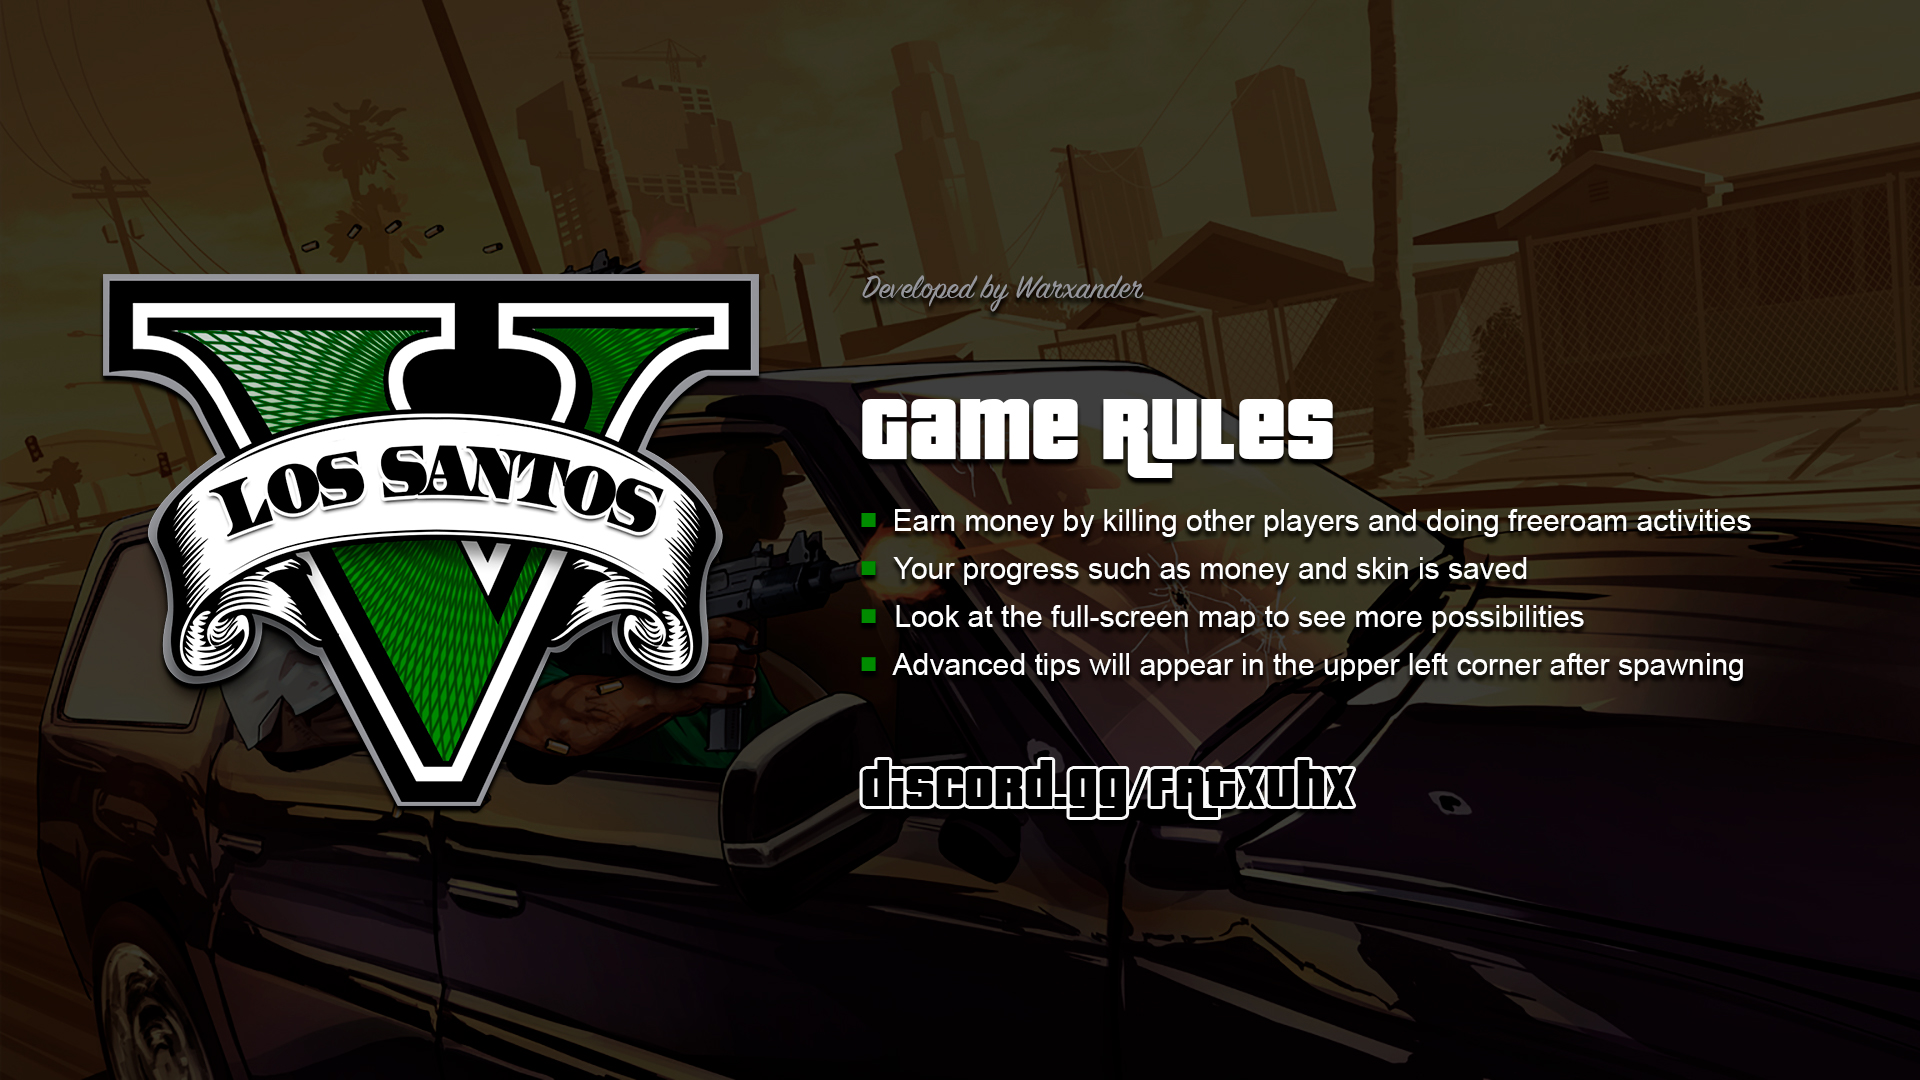 LOS SANTOS
Developed by Warxander
Game Rules
Earn money by killing other players and doing freeroam activities
Your progress such as money and skin is saved
Look at the full-screen map to see more possibilities
Advanced tips will appear in the upper left corner after spawning
discord.gg/fAtxUhx